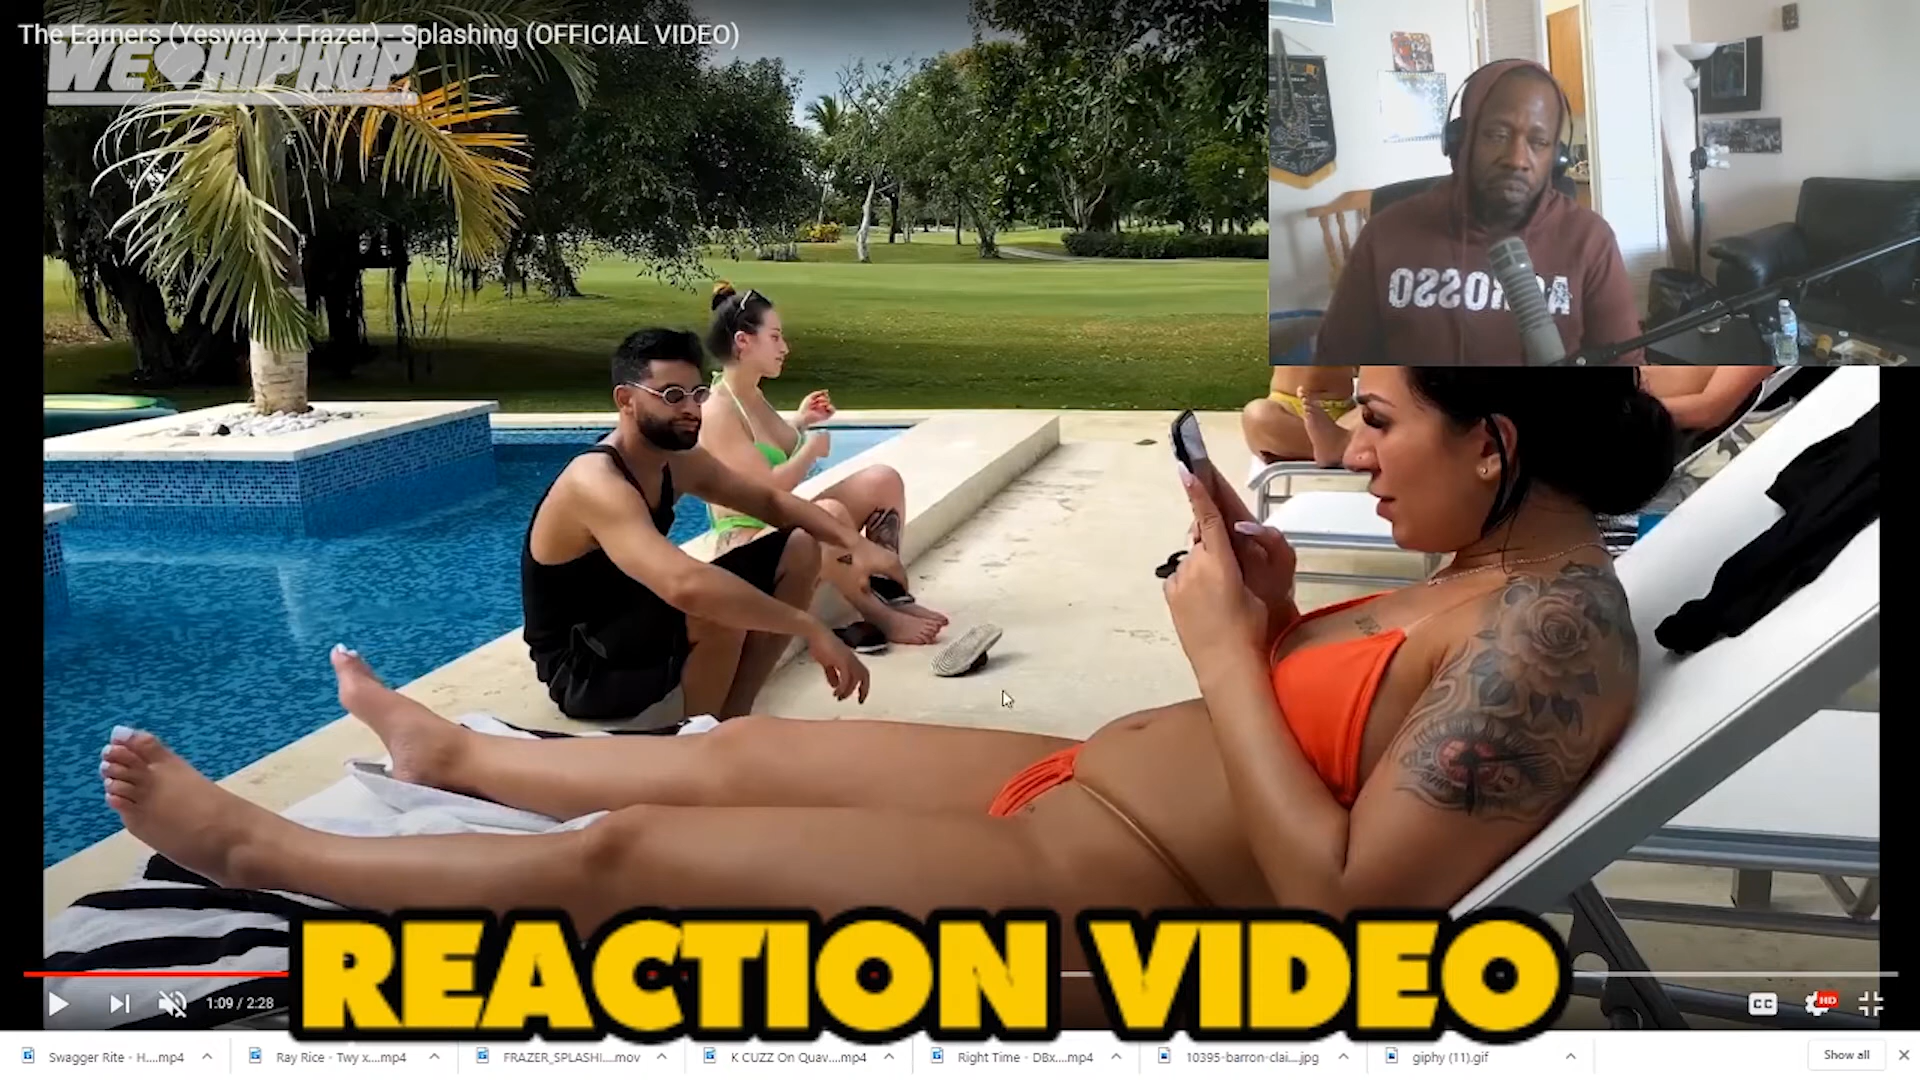 The Earners (Yesway x Frazer) - Splashing (OFFICIAL VIDEO)
WE HIPHOP
REACTION VIDEO
1:09 / 2:28
CC
HD
Swagger Rite - H....mp4
Ray Rice - Twy x....mp4
FRAZER_SPLASHI....mov
K CUZZ On Quav....mp4
Right Time - DBx....mp4
10395-barron-clai....jpg
giphy (11).gif
Show all